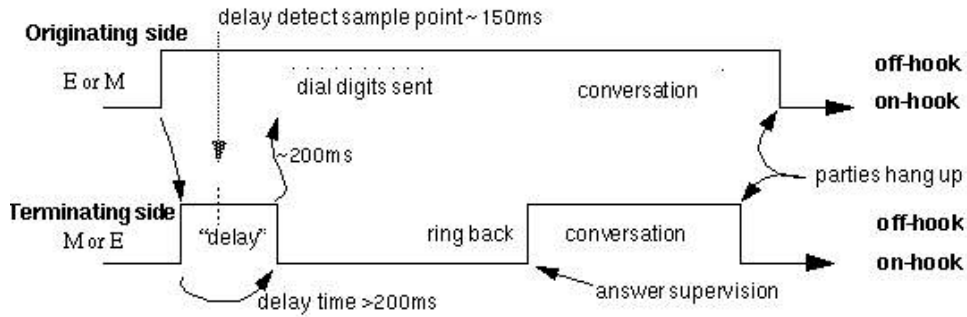 delay detect sample point ~ 150ms
Originating side
E or M
off-hook
dial digits sent
conversation
on-hook
~200ms
parties hang up
Terminating side
M or E
"delay"
ring back
conversation
off-hook
on-hook
delay time >200ms
answer supervision